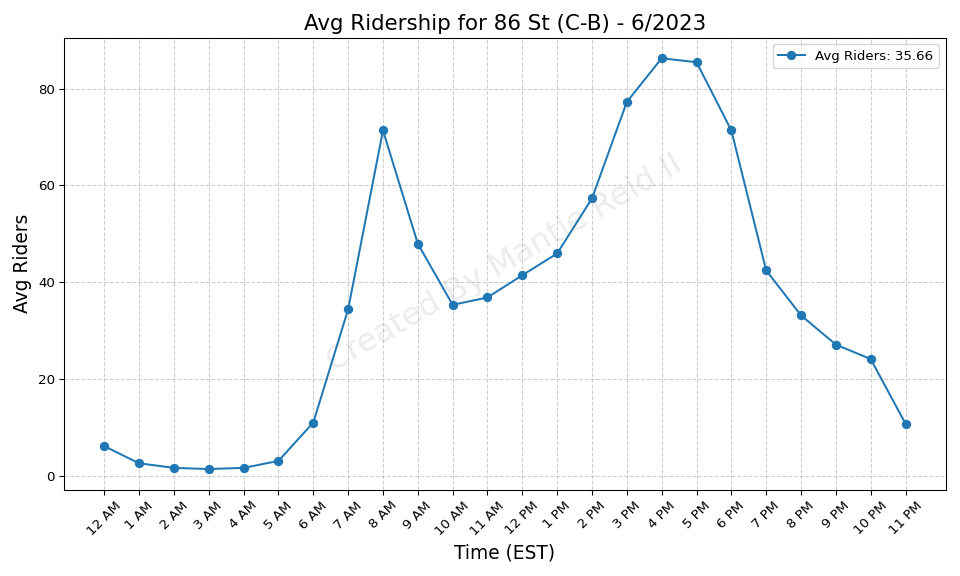 Avg Ridership for 86 St (C-B) - 6/2023
Avg Riders: 35.66
Avg Riders
80
60
40
20
0
Created By Mantie Reid II
12 AM
1 AM
2 AM
3 AM
4 AM
5 AM
6 AM
7 AM
8 AM
9 AM
10 AM
11 AM
12 PM
1 PM
2 PM
3 PM
4 PM
5 PM
6 PM
7 PM
8 PM
9 PM
10 PM
11 PM
Time (EST)